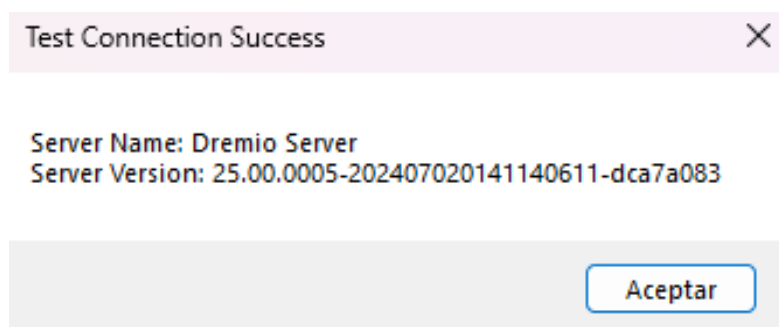 Test Connection Success
Server Name: Dremio Server
Server Version: 25.00.0005-202407020141140611-dca7a083
Aceptar